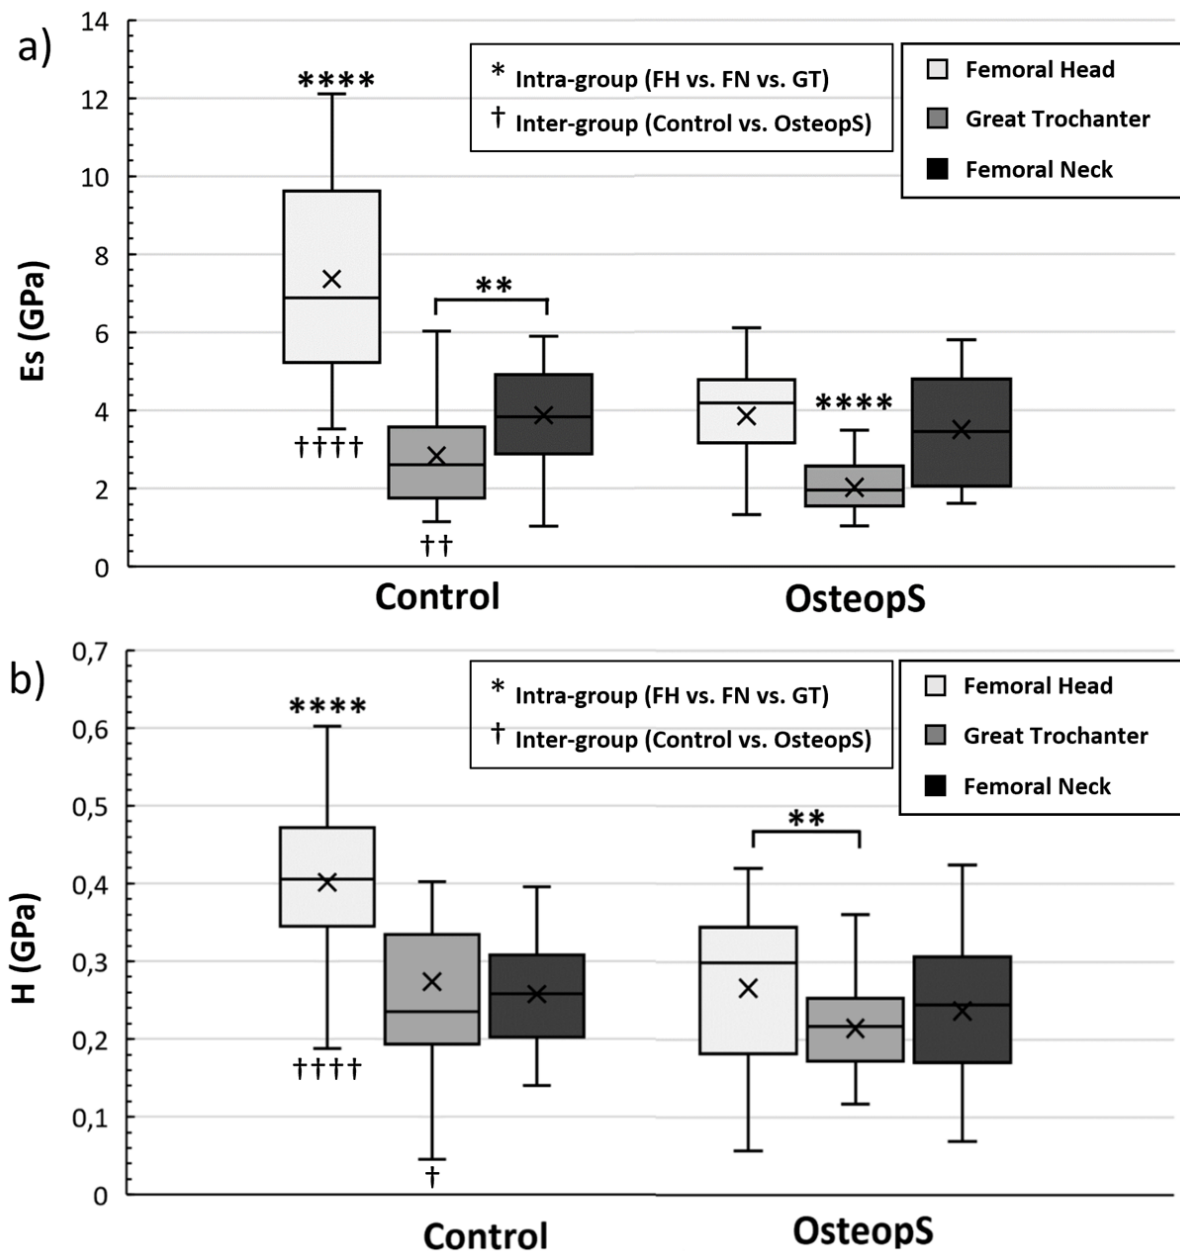 a)
Es (GPa)
14
12
10
8
6
4
2
0
* Intra-group (FH vs. FN vs. GT)
† Inter-group (Control vs. OsteopS)
Femoral Head
Great Trochanter
Femoral Neck
****
††††
**
††
****
Control
OsteopS
b)
H (GPa)
0,7
0,6
0,5
0,4
0,3
0,2
0,1
0
* Intra-group (FH vs. FN vs. GT)
† Inter-group (Control vs. OsteopS)
Femoral Head
Great Trochanter
Femoral Neck
****
††††
†
**
Control
OsteopS